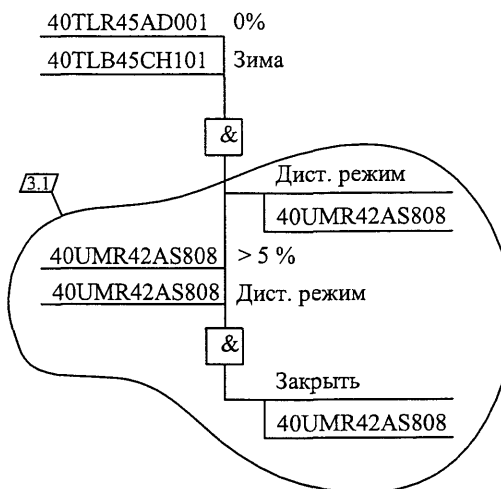 40TLR45AD001 0%
40TLB45CH101 Зима
&
3.1
Дист. режим
40UMR42AS808
40UMR42AS808 > 5 %
40UMR42AS808 Дист. режим
&
Закрыть
40UMR42AS808